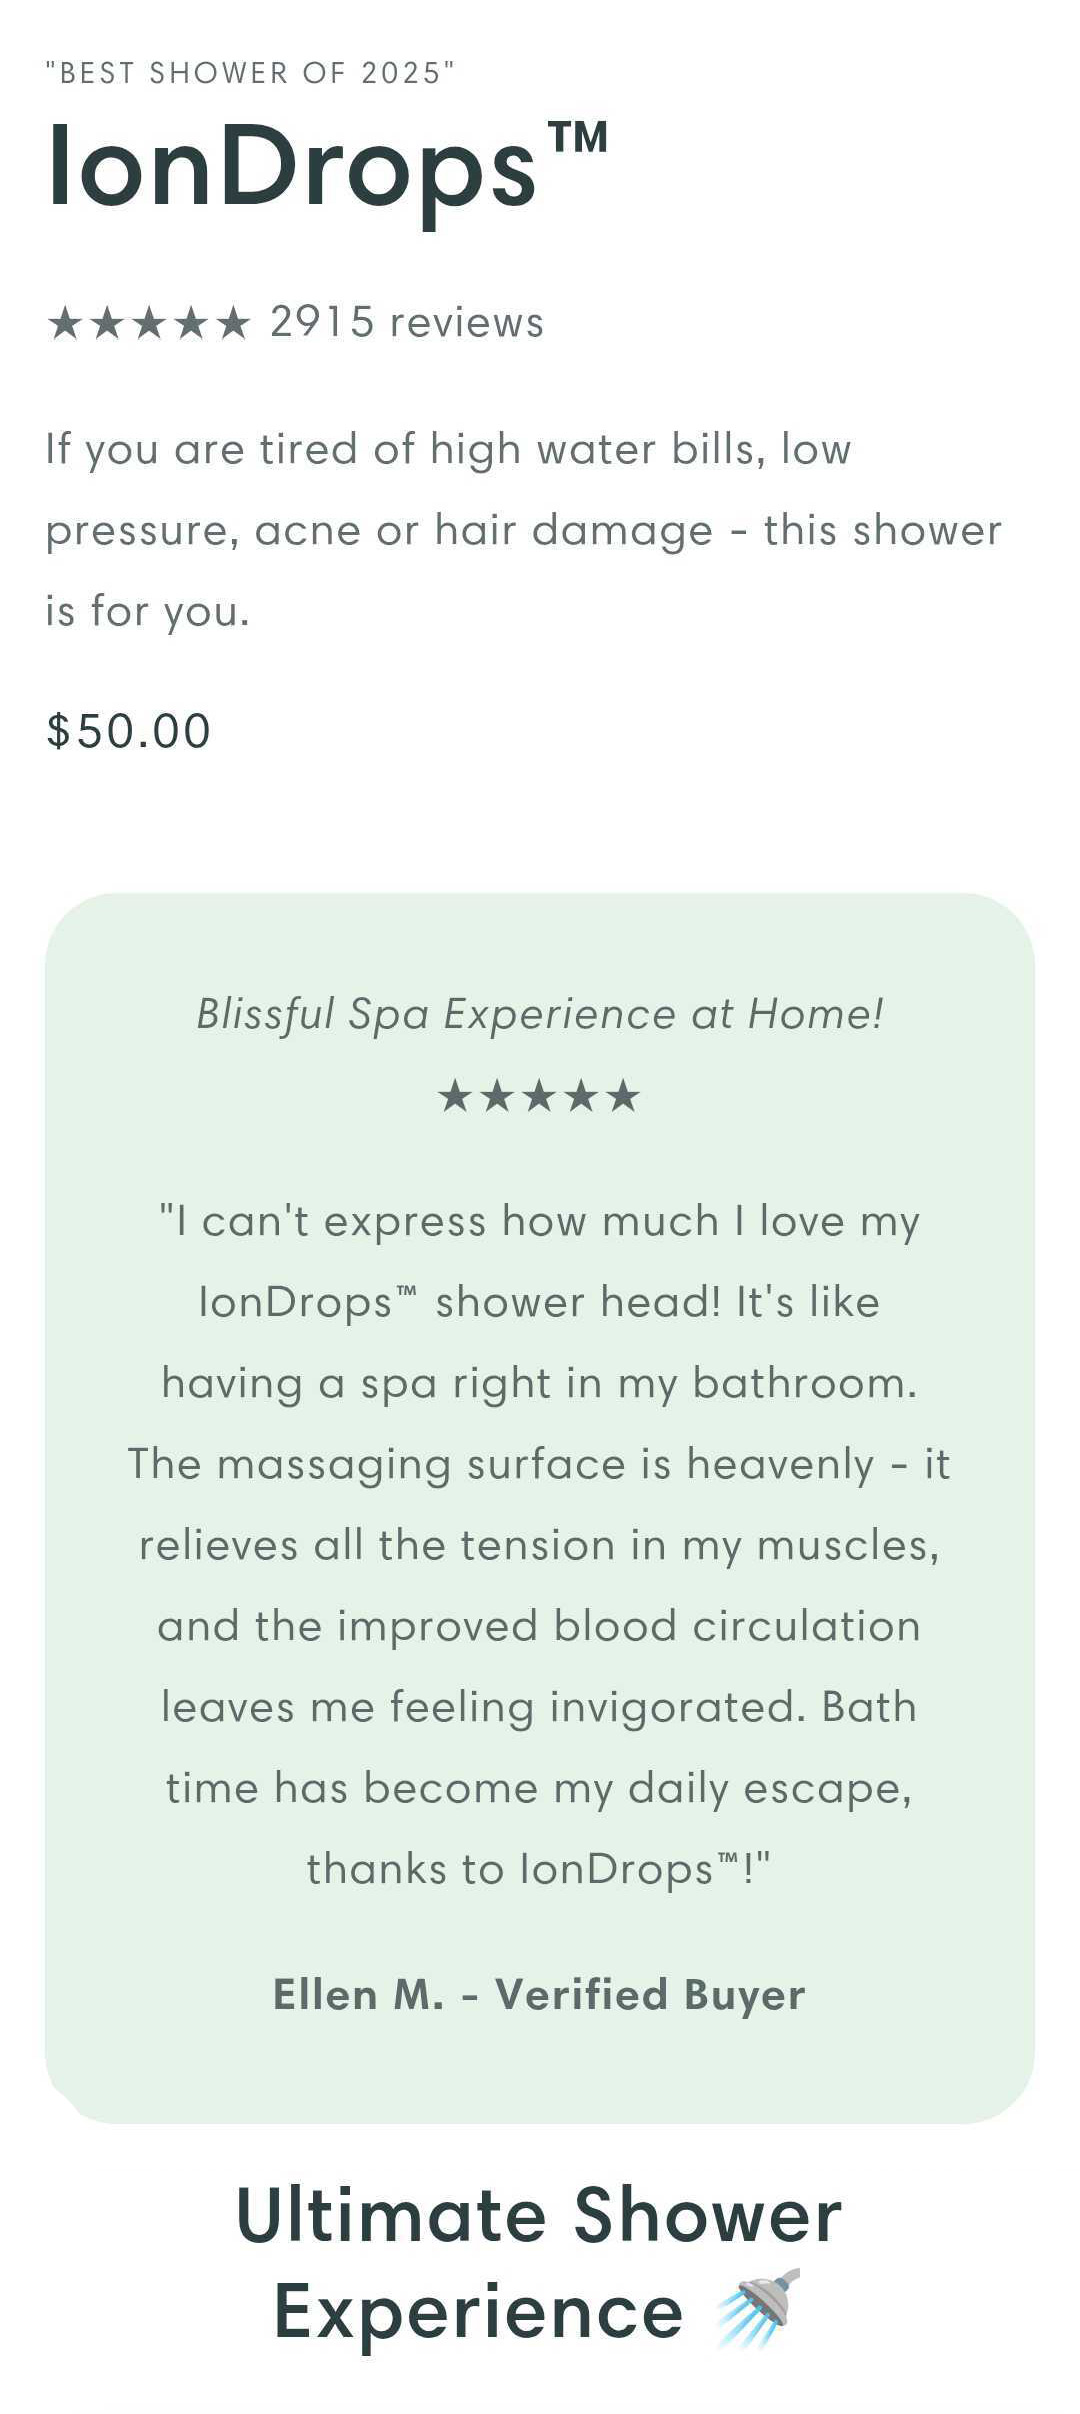 "BEST SHOWER OF 2025"
IonDrops™
★★★★★ 2915 reviews
If you are tired of high water bills, low
pressure, acne or hair damage - this shower
is for you.
$50.00
Blissful Spa Experience at Home!
★★★★★
"I can't express how much I love my
IonDrops™ shower head! It's like
having a spa right in my bathroom.
The massaging surface is heavenly - it
relieves all the tension in my muscles,
and the improved blood circulation
leaves me feeling invigorated. Bath
time has become my daily escape,
thanks to IonDrops™!"
Ellen M. - Verified Buyer
Ultimate Shower
Experience 🚿